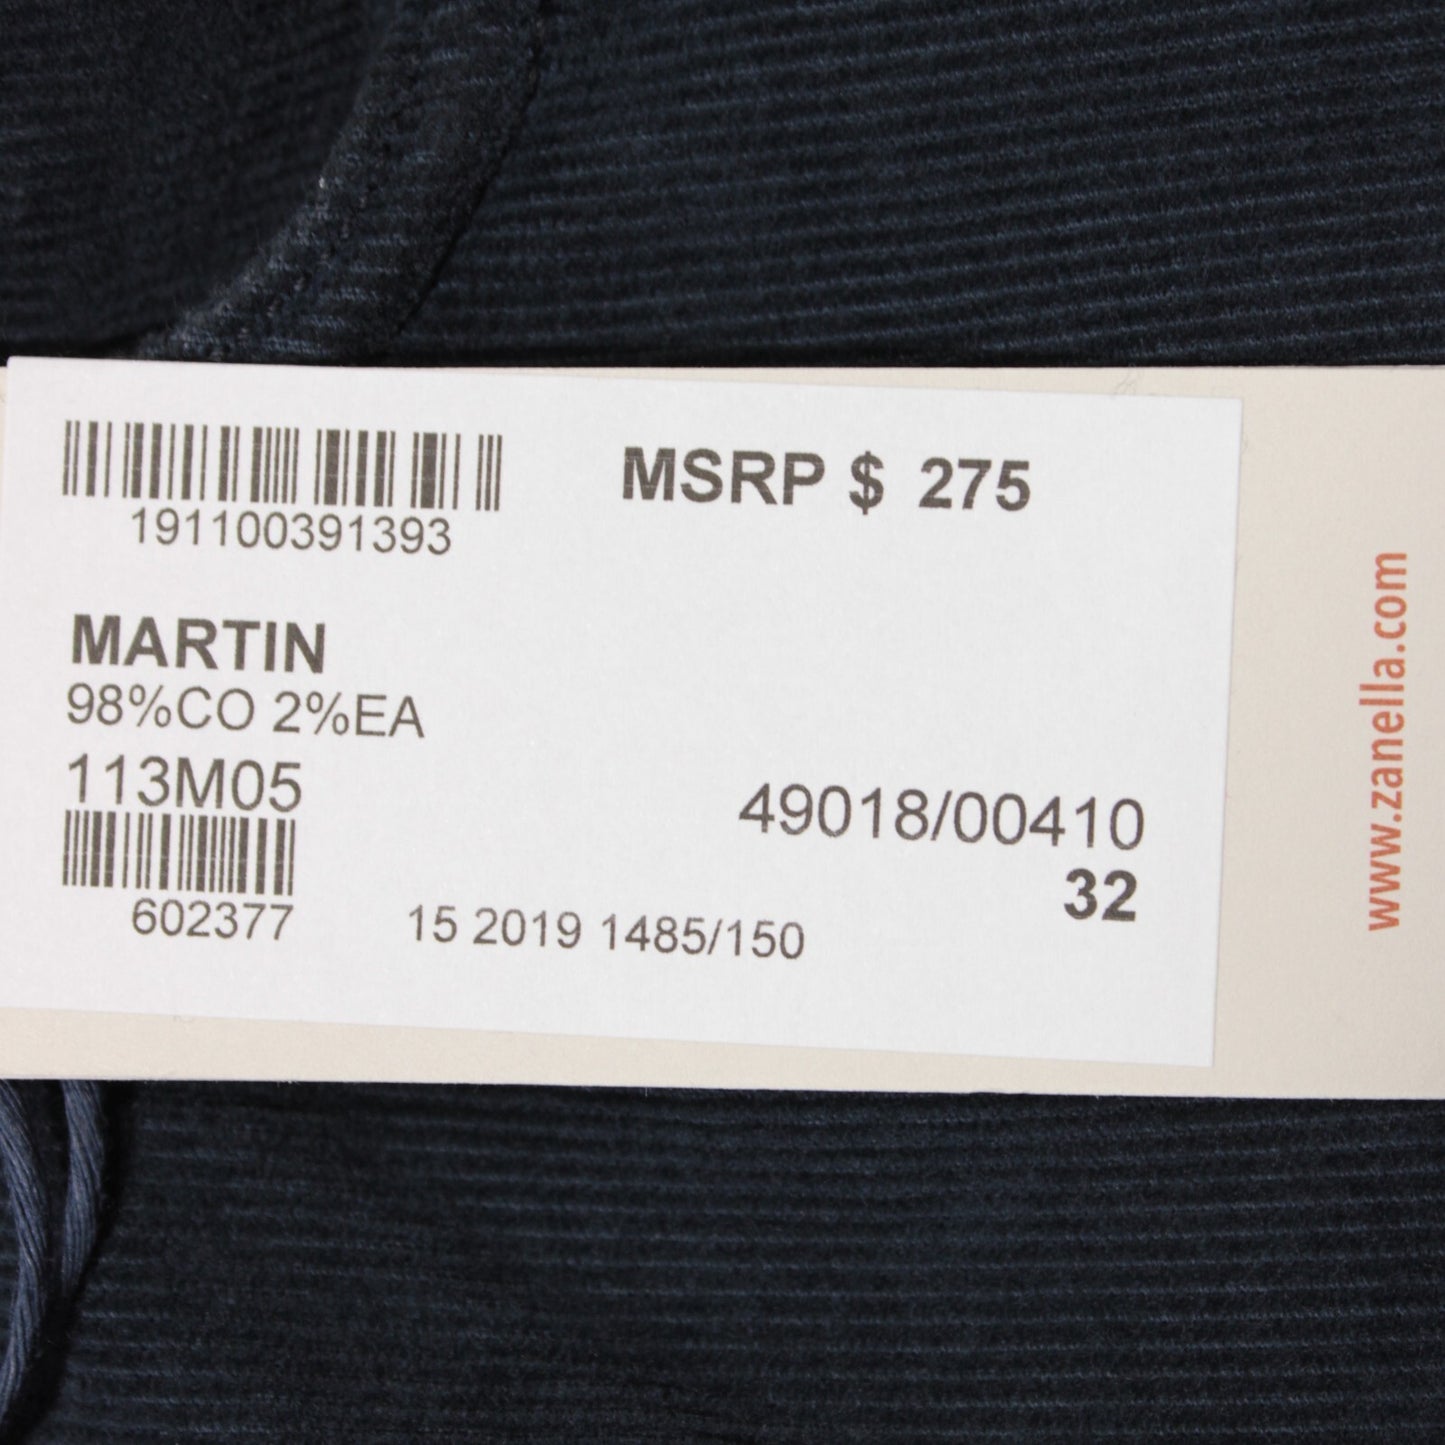 191100391393
MSRP $ 275
MARTIN
98%CO 2%EA
113M05
49018/00410
32
602377
15 2019 1485/150
www.zanella.com